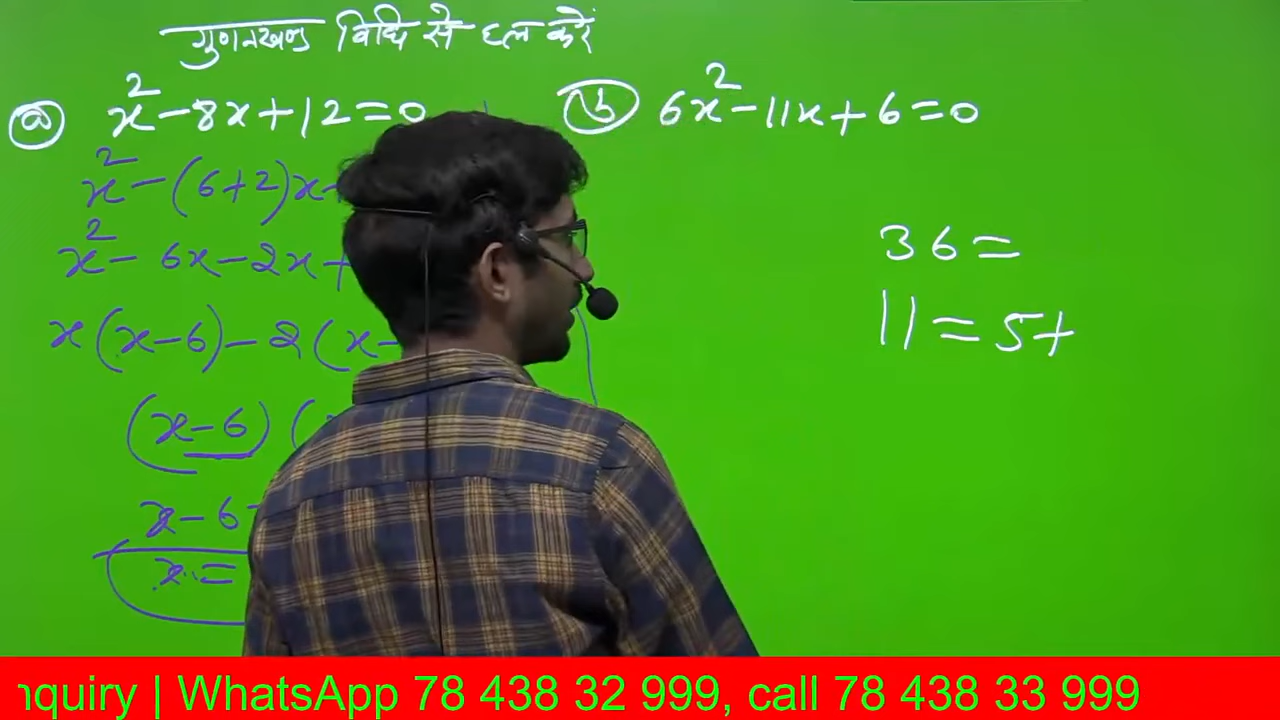 गुणनखण्ड विधि से हल करें
(a) x² - 8x + 12 = 0
x² - (6+2)x +
x² - 6x - 2x +
x(x-6) - 2(x-
(x-6)(
x - 6
x =
(b) 6x² - 11x + 6 = 0
36 =
11 = 5+
nquiry | WhatsApp 78 438 32 999, call 78 438 33 999